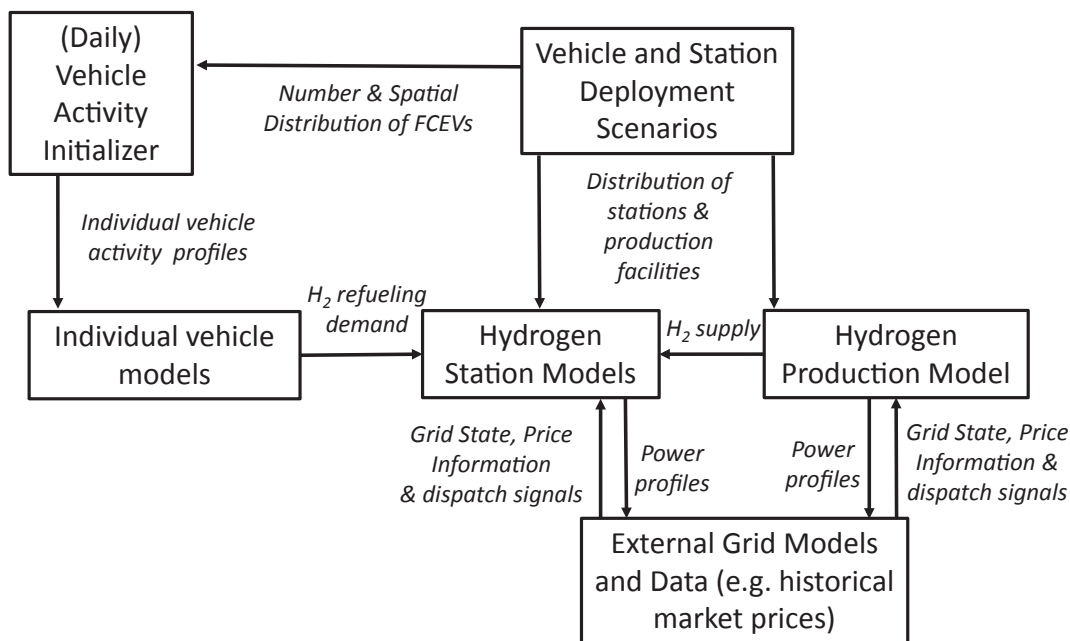 (Daily)
Vehicle
Activity
Initializer
Number & Spatial
Distribution of FCEVs
Vehicle and Station
Deployment
Scenarios
Individual vehicle
activity profiles
Distribution of
stations &
production
facilities
Individual vehicle
models
H₂ refueling
demand
Hydrogen
Station Models
H₂ supply
Hydrogen
Production Model
Grid State, Price
Information
& dispatch signals
Power
profiles
Power
profiles
Grid State, Price
Information &
dispatch signals
External Grid Models
and Data (e.g. historical
market prices)